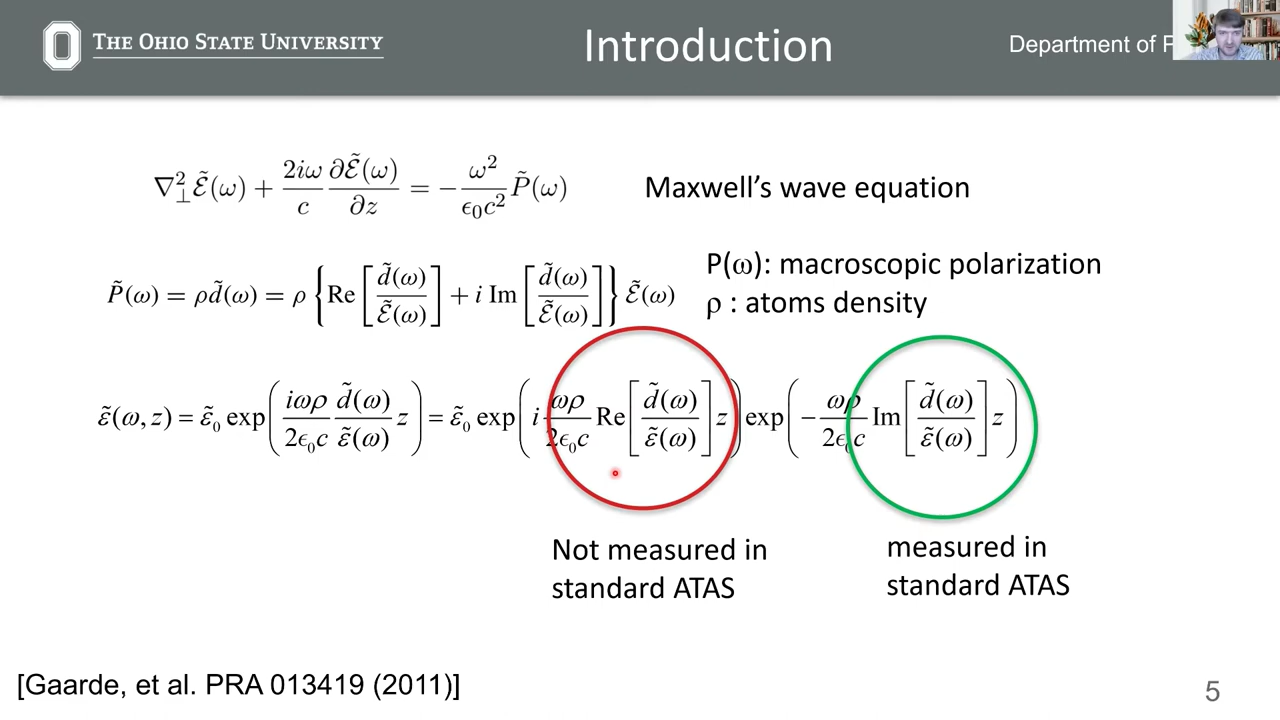 THE OHIO STATE UNIVERSITY
Introduction
Department of P
∇²⊥ Ẽ(ω) + 2iω/c ∂Ẽ(ω)/∂z = − ω²/ϵ₀c² P̃(ω)
Maxwell’s wave equation
P̃(ω) = ρd̃(ω) = ρ { Re [ d̃(ω)/Ẽ(ω) ] + i Im [ d̃(ω)/Ẽ(ω) ] } Ẽ(ω)
P(ω): macroscopic polarization
ρ : atoms density
ε̃(ω, z) = ε̃₀ exp( iωρ/2ϵ₀c d̃(ω)/ε̃(ω) z ) = ε̃₀ exp( i ωρ/2ϵ₀c Re[ d̃(ω)/ε̃(ω) ] z ) exp( − ωρ/2ϵ₀c Im[ d̃(ω)/ε̃(ω) ] z )
Not measured in
standard ATAS
measured in
standard ATAS
[Gaarde, et al. PRA 013419 (2011)]
5